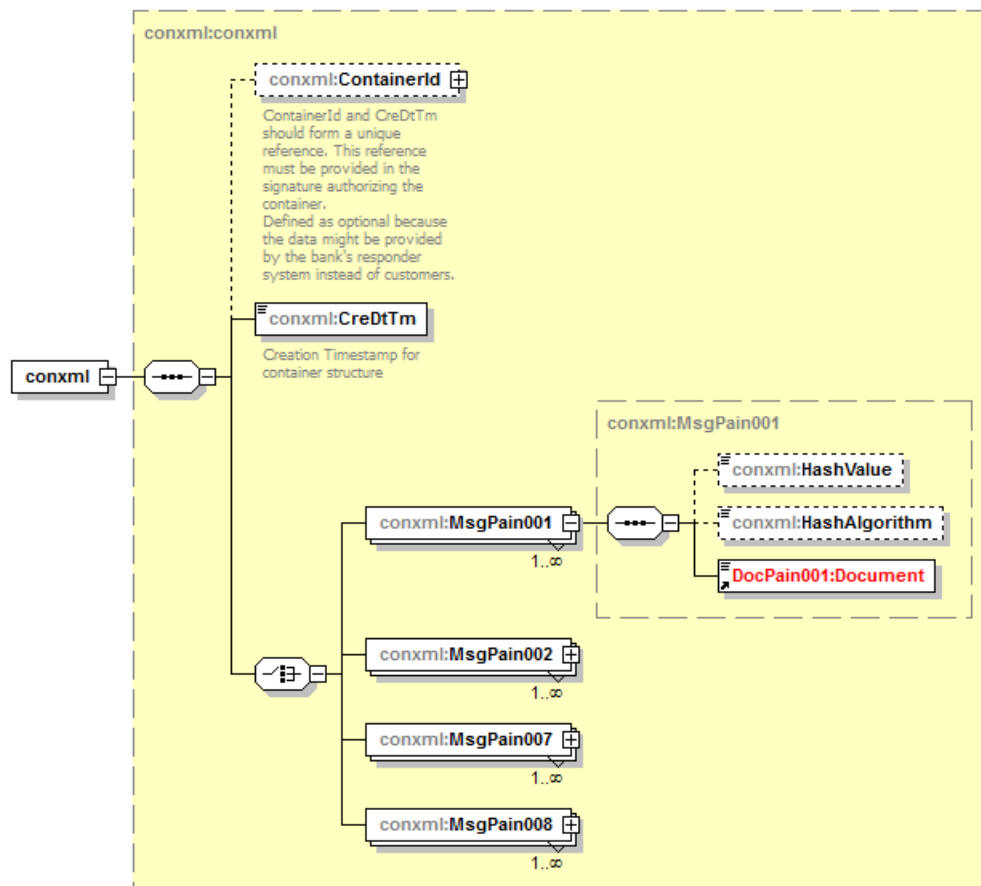 conxml:conxml
conxml:ContainerId
ContainerId and CreDtTm
should form a unique
reference. This reference
must be provided in the
signature authorizing the
container.
Defined as optional because
the data might be provided
by the bank's responder
system instead of customers.
conxml:CreDtTm
Creation Timestamp for
container structure
conxml
conxml:MsgPain001
conxml:HashValue
conxml:MsgPain001
1..∞
conxml:HashAlgorithm
DocPain001:Document
conxml:MsgPain002
1..∞
conxml:MsgPain007
1..∞
conxml:MsgPain008
1..∞